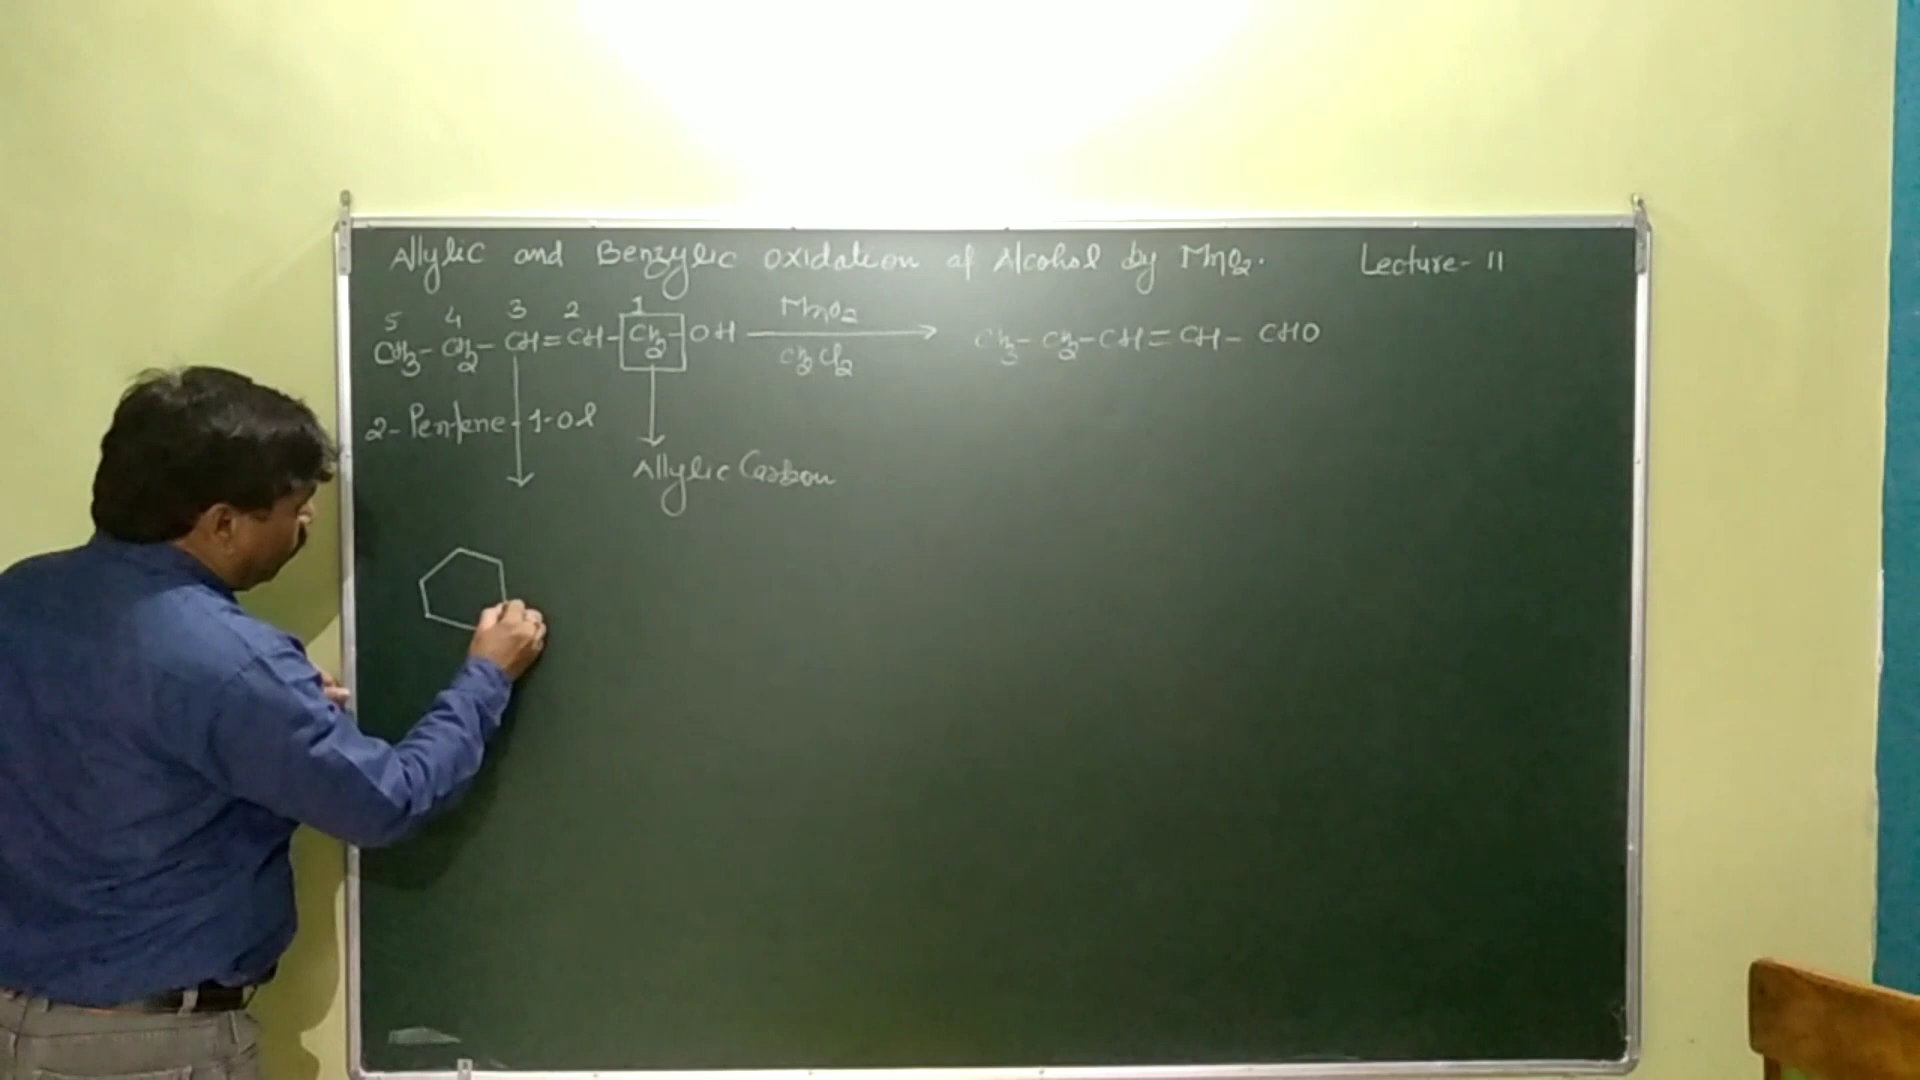 Allylic and Benzylic oxidation of Alcohol by MnO2. Lecture-11
5 4 3 2 1 MnO2
CH3-CH2-CH=CH-CH2-OH CH3-CH2-CH=CH-CHO
CH2Cl2
2-Pentene-1-ol
Allylic Carbon